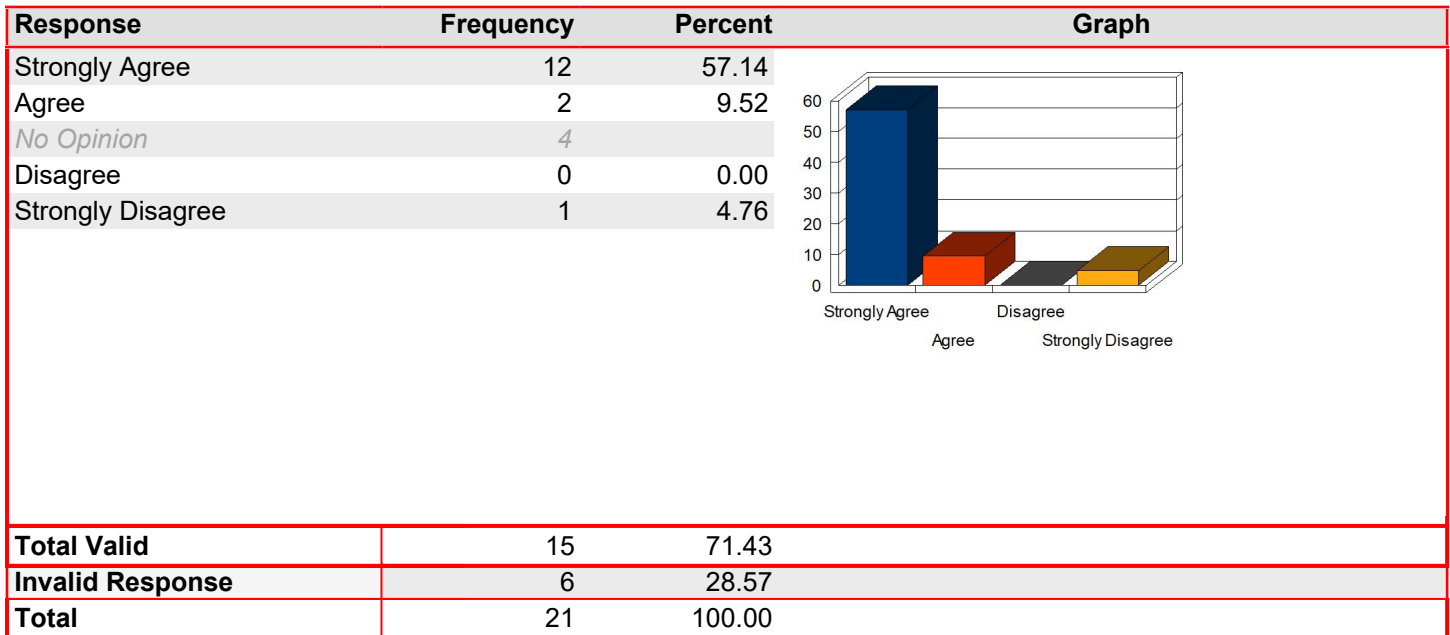 Response Frequency Percent Graph
Strongly Agree 12 57.14
Agree 2 9.52
No Opinion 4
Disagree 0 0.00
Strongly Disagree 1 4.76
60
50
40
30
20
10
0
Strongly Agree Disagree
Agree Strongly Disagree
Total Valid 15 71.43
Invalid Response 6 28.57
Total 21 100.00